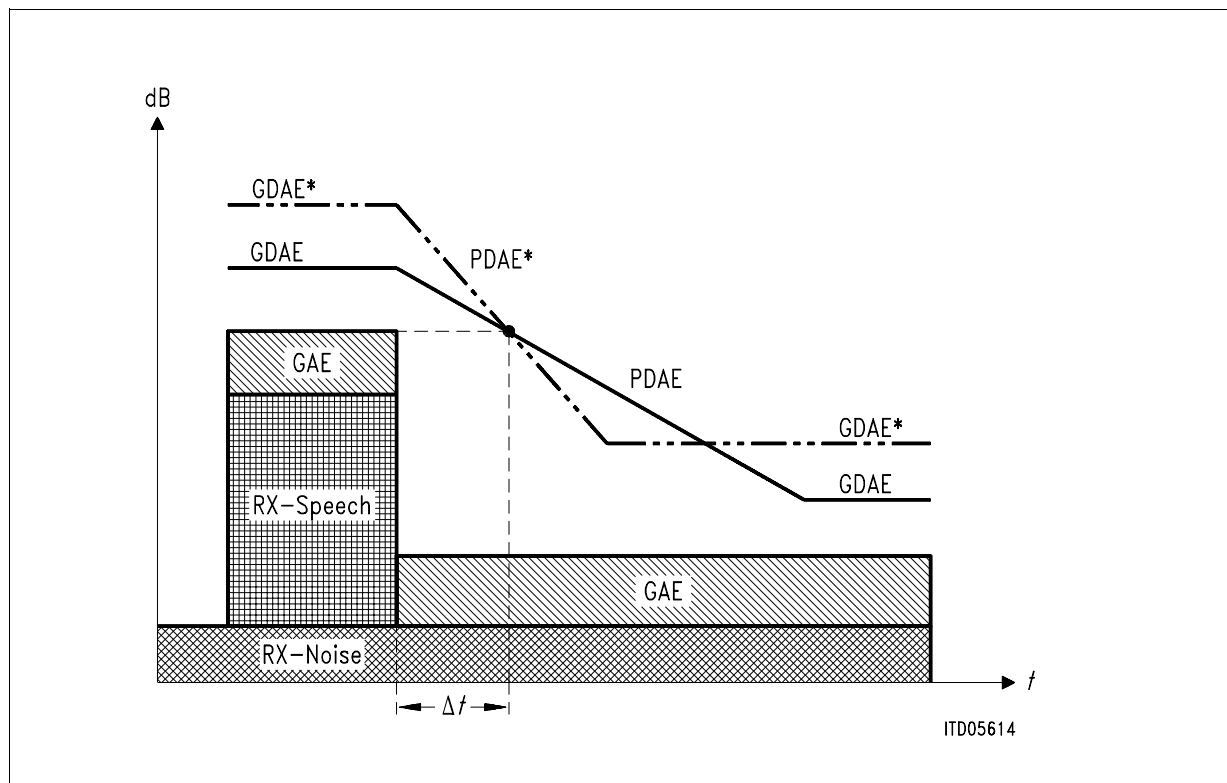 dB
GDAE*
GDAE
PDAE*
GAE
PDAE
GDAE*
GDAE
RX-Speech
GAE
RX-Noise
t
Δt
ITD05614